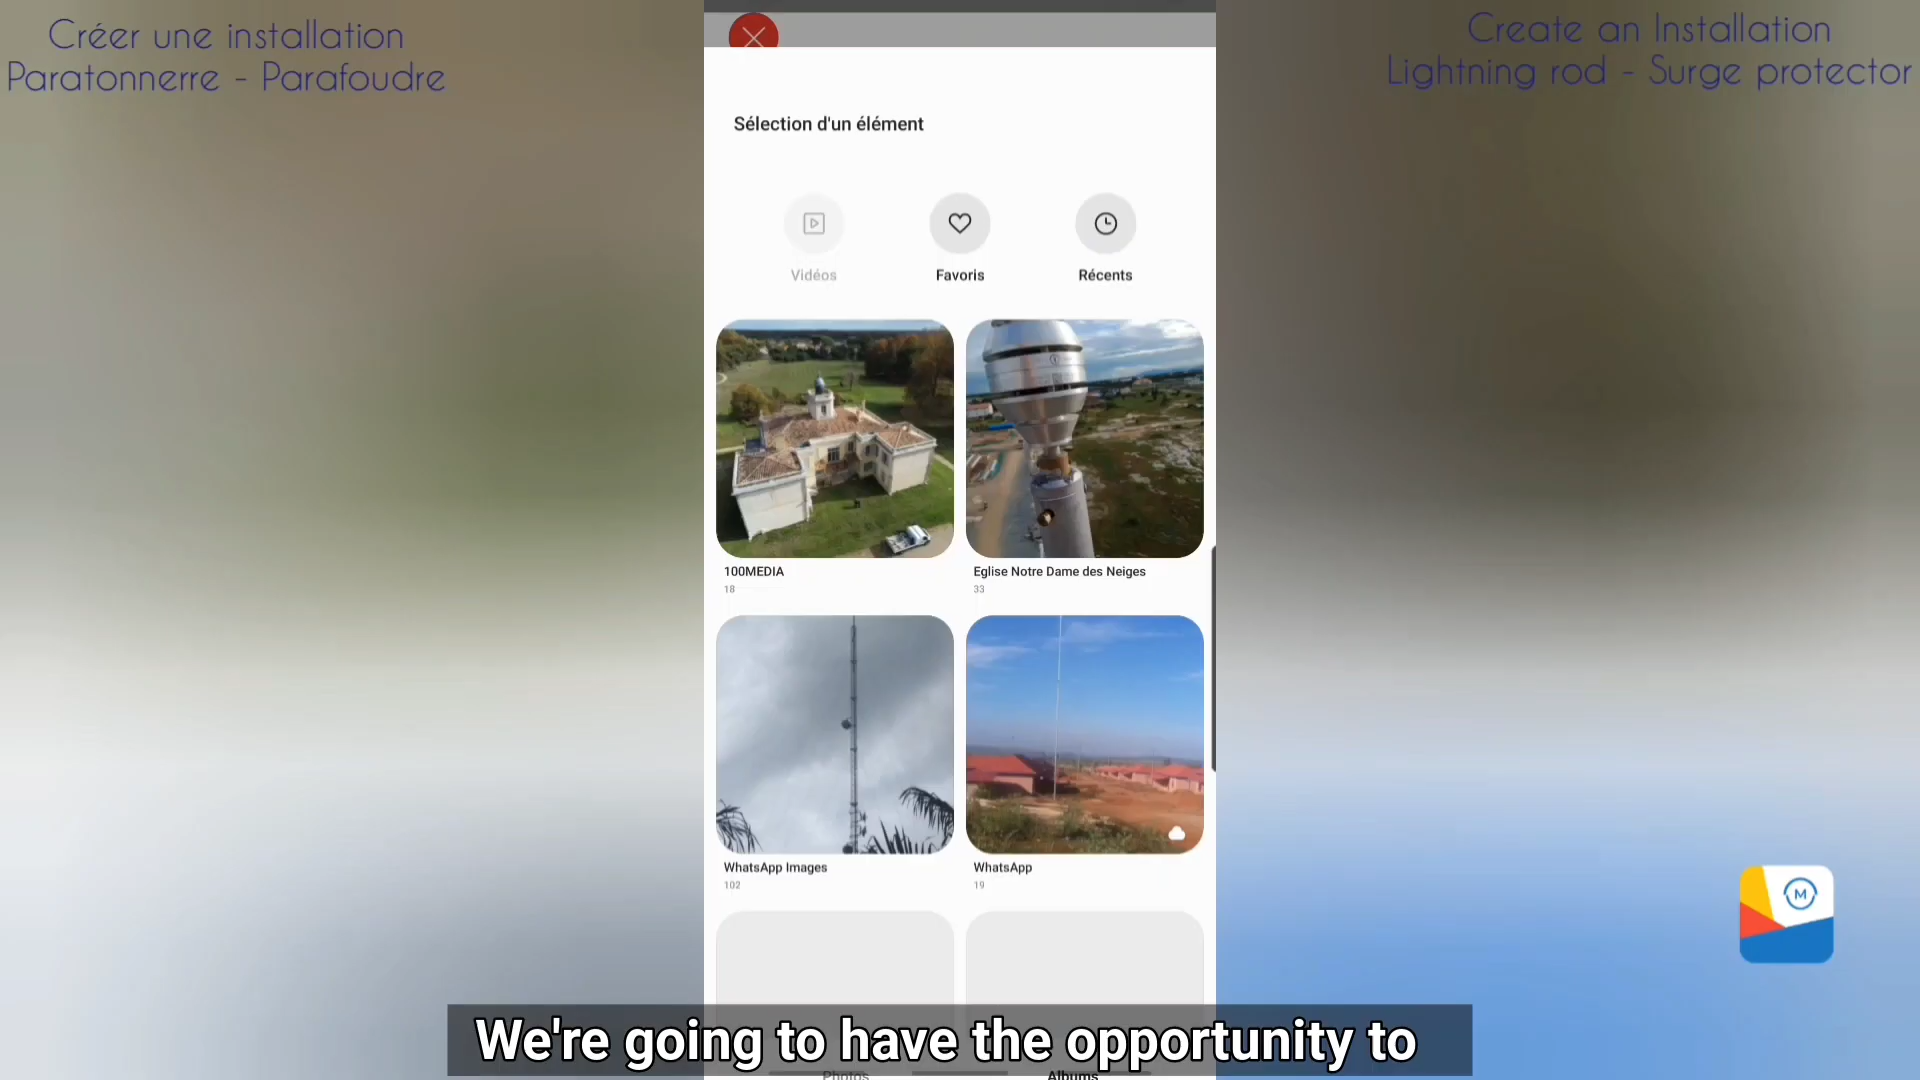 Créer une installation
Paratonnerre - Parafoudre
Create an Installation
Lightning rod - Surge protector
Sélection d'un élément
Vidéos
Favoris
Récents
100MEDIA
18
Eglise Notre Dame des Neiges
33
WhatsApp Images
102
WhatsApp
19
M
We're going to have the opportunity to
Photos
Albums